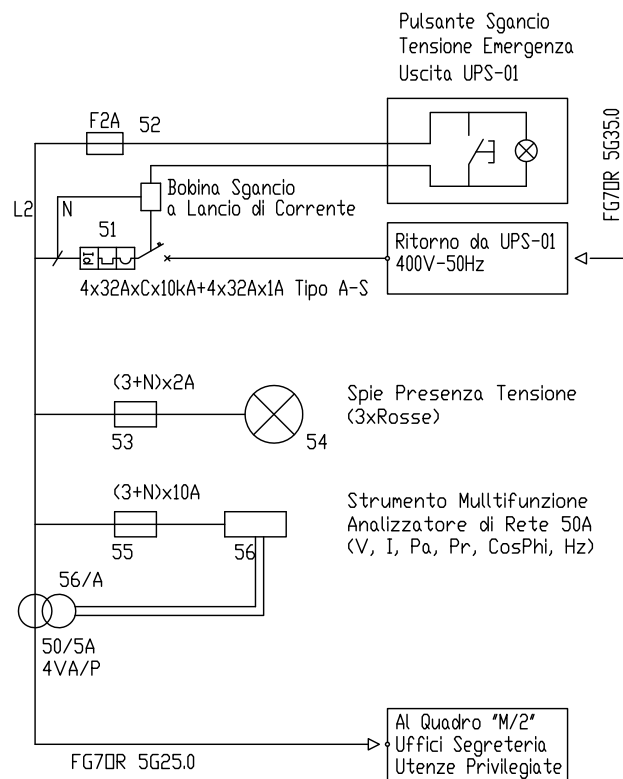 Pulsante Sgancio
Tensione Emergenza
Uscita UPS-01
F2A
52
FG7OR 5G35.0
Bobina Sgancio
a Lancio di Corrente
L2
N
51
Ritorno da UPS-01
400V-50Hz
pI
4x32AxCx10kA+4x32Ax1A Tipo A-S
(3+N)x2A
53
54
Spie Presenza Tensione
(3xRosse)
(3+N)x10A
55
56
Strumento Mulltifunzione
Analizzatore di Rete 50A
(V, I, Pa, Pr, CosPhi, Hz)
56/A
50/5A
4VA/P
Al Quadro "M/2"
Uffici Segreteria
Utenze Privilegiate
FG7OR 5G25.0